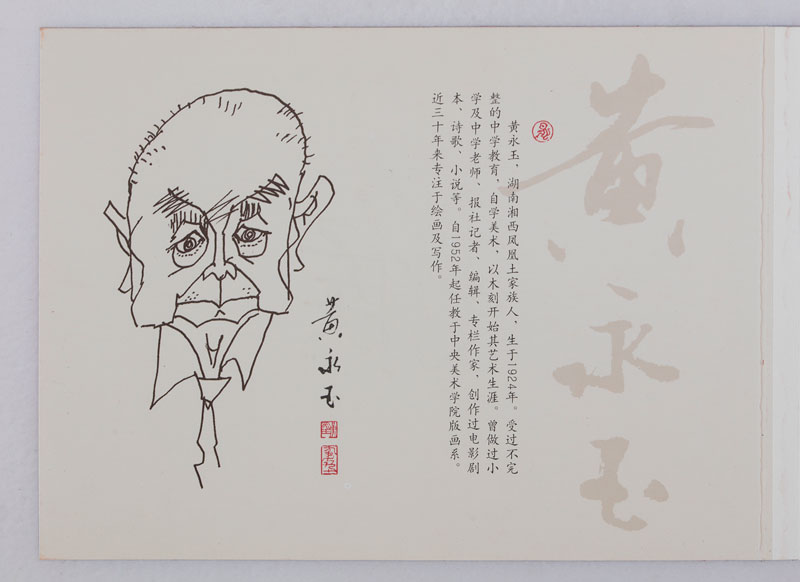 黄永玉
黄永玉，湖南湘西凤凰土家族人，生于1924年。受过不完
整的中学教育，自学美术，以木刻开始其艺术生涯。曾做过小
学及中学老师、报社记者、编辑、专栏作家，创作过电影剧
本、诗歌、小说等。自1952年起任教于中央美术学院版画系。
近三十年来专注于绘画及写作。
黄永玉